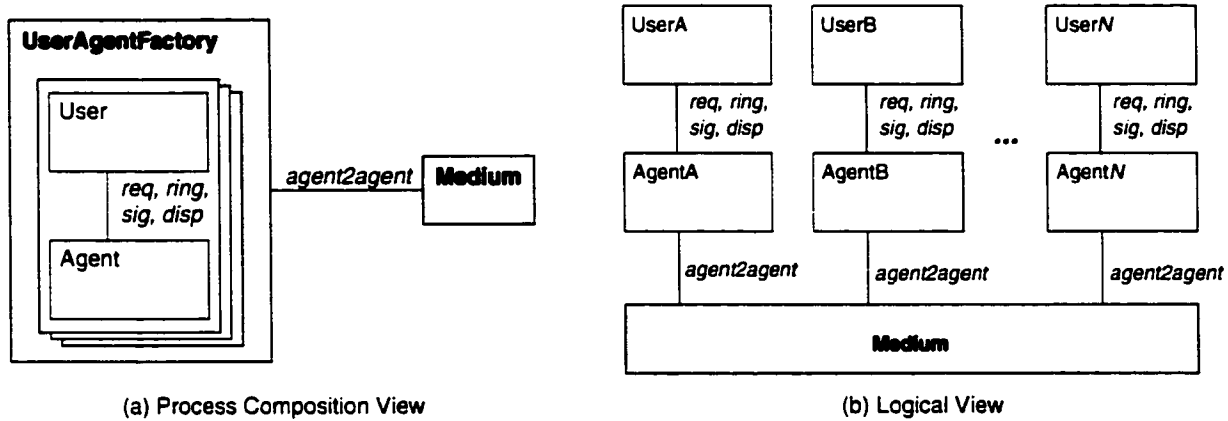 UserAgentFactory
User
req, ring,
sig, disp
Agent
agent2agent
Medium
(a) Process Composition View
UserA
UserB
UserN
req, ring,
sig, disp
req, ring,
sig, disp
req, ring,
sig, disp
...
AgentA
AgentB
AgentN
agent2agent
agent2agent
agent2agent
Medium
(b) Logical View